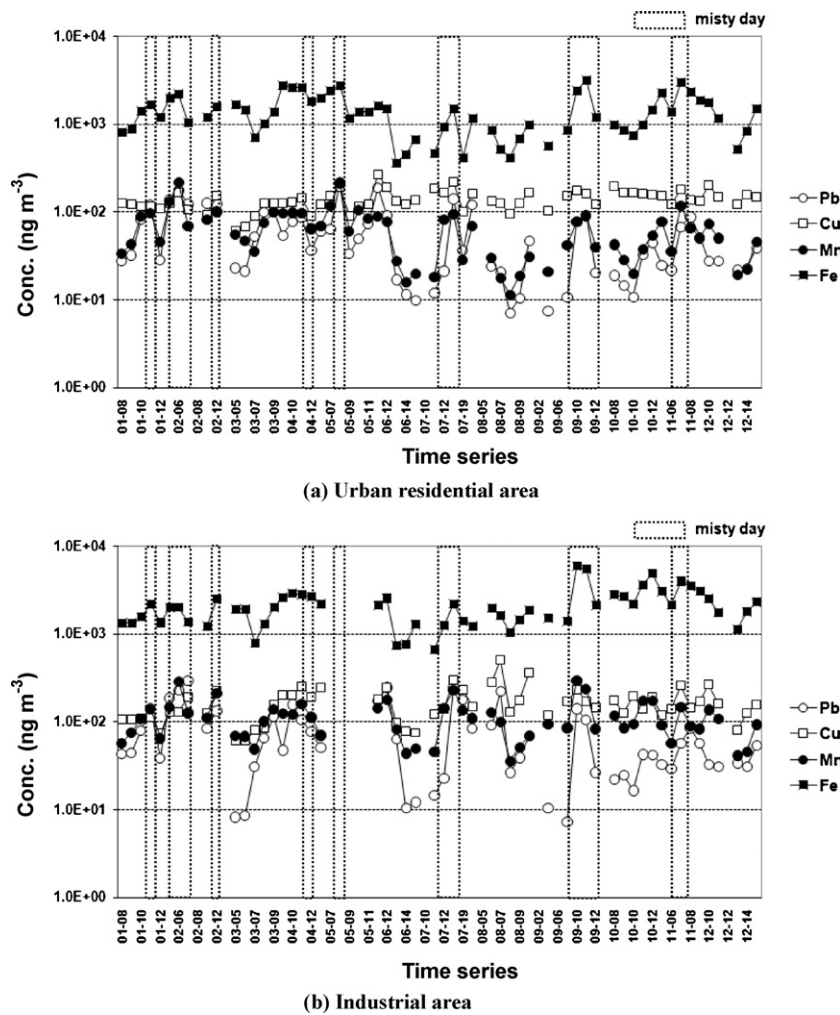 misty day
1.0E+04
1.0E+03
1.0E+02
1.0E+01
1.0E+00
Conc. (ng m-3)
Pb
Cu
Mn
Fe
01-08 01-10 01-12 02-06 02-08 02-12 03-05 03-07 03-09 04-10 04-12 05-07 05-09 05-11 06-12 06-14 07-10 07-12 07-19 08-05 08-07 08-09 09-02 09-06 09-10 09-12 10-08 10-10 10-12 11-06 11-08 12-10 12-12 12-14
Time series
(a) Urban residential area
misty day
1.0E+04
1.0E+03
1.0E+02
1.0E+01
1.0E+00
Conc. (ng m-3)
Pb
Cu
Mn
Fe
01-08 01-10 01-12 02-06 02-08 02-12 03-05 03-07 03-09 04-10 04-12 05-07 05-09 05-11 06-12 06-14 07-10 07-12 07-19 08-05 08-07 08-09 09-02 09-06 09-10 09-12 10-08 10-10 10-12 11-06 11-08 12-10 12-12 12-14
Time series
(b) Industrial area